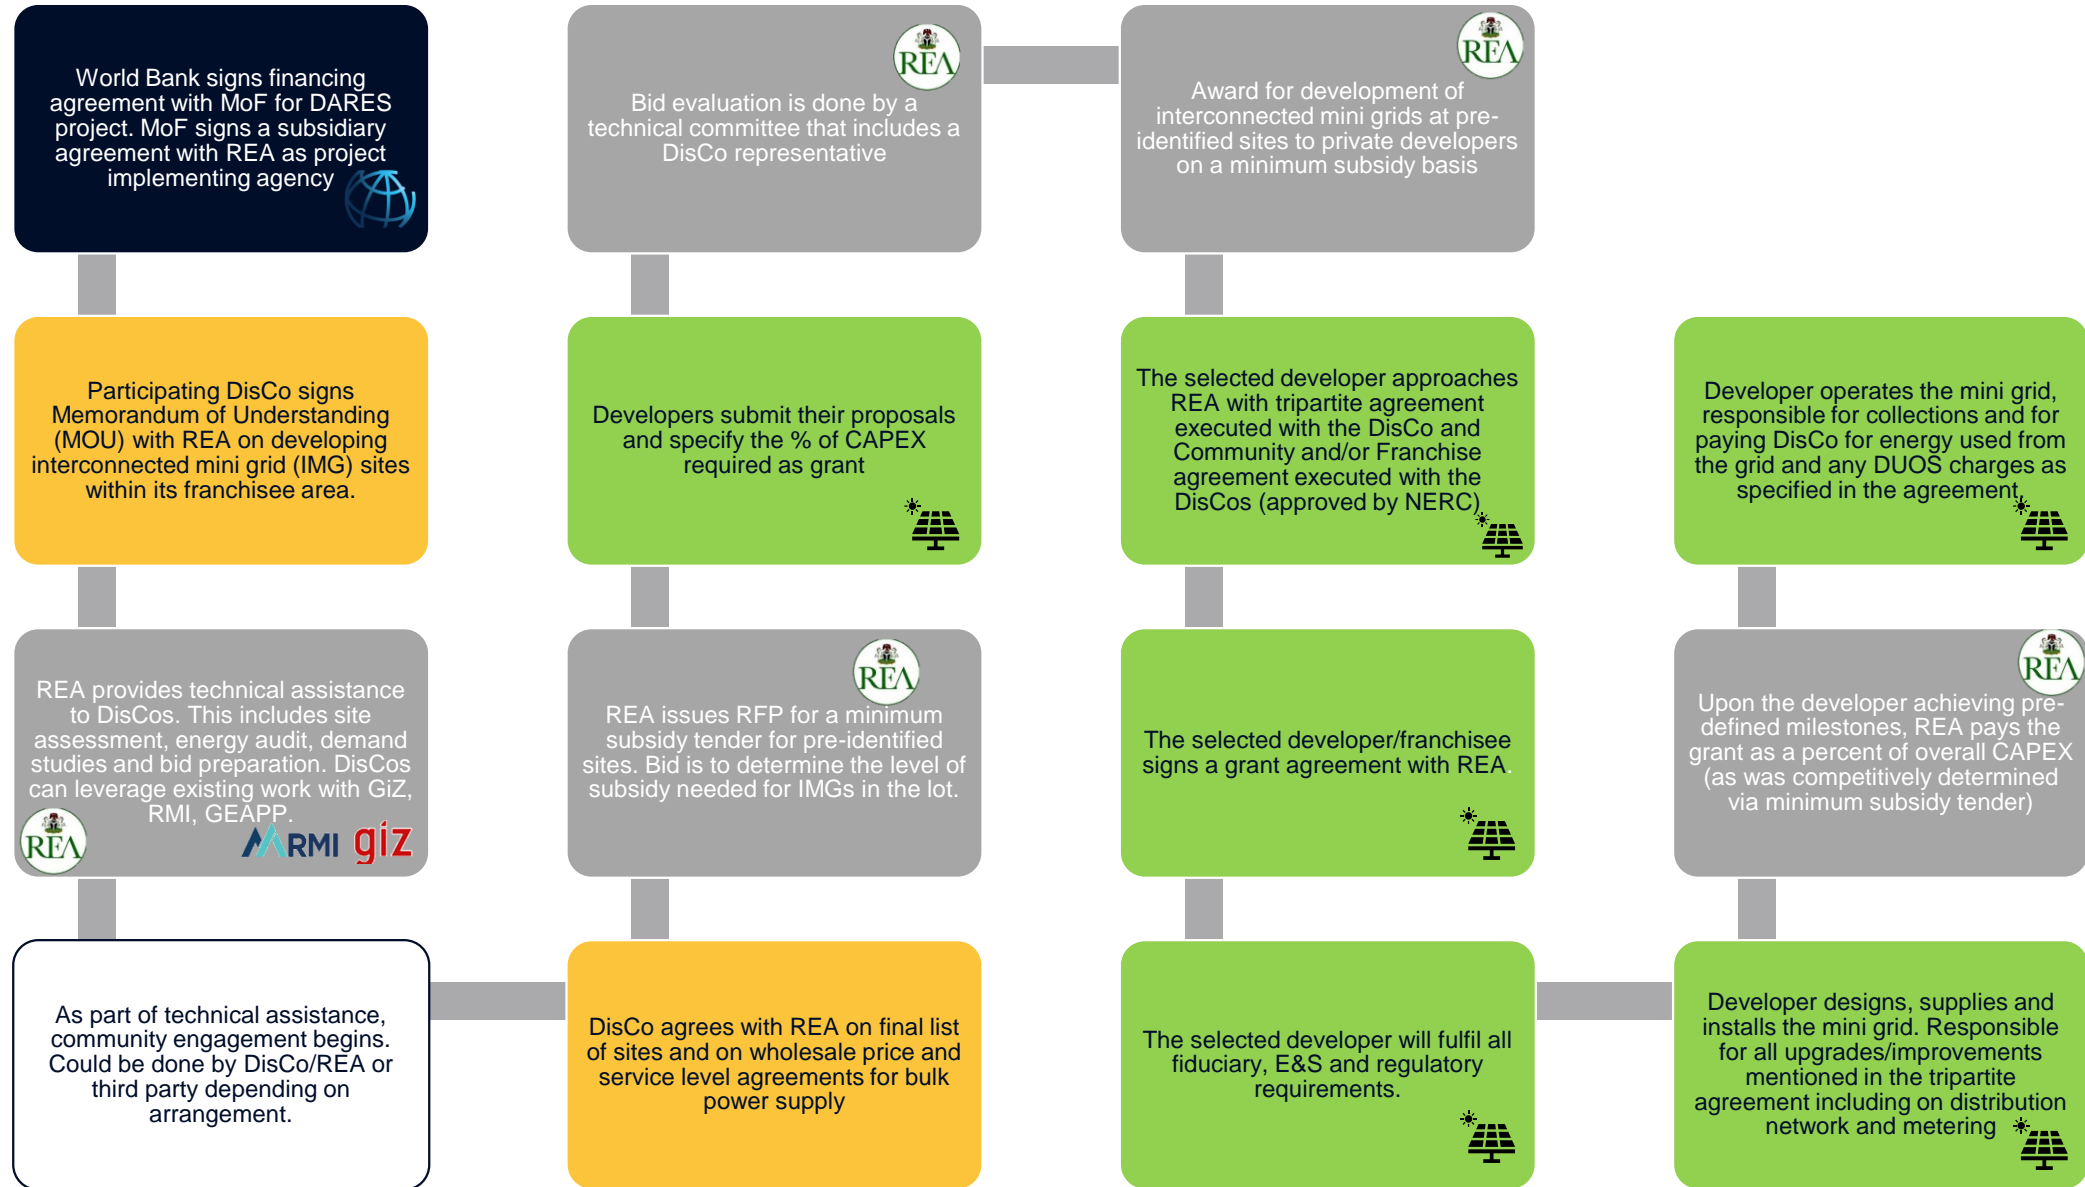 World Bank signs financing
agreement with MoF for DARES
project. MoF signs a subsidiary
agreement with REA as project
implementing agency
Participating DisCo signs
Memorandum of Understanding
(MOU) with REA on developing
interconnected mini grid (IMG) sites
within its franchisee area.
REA provides technical assistance
to DisCos. This includes site
assessment, energy audit, demand
studies and bid preparation. DisCos
can leverage existing work with GiZ,
RMI, GEAPP.
REA
RMI giz
As part of technical assistance,
community engagement begins.
Could be done by DisCo/REA or
third party depending on
arrangement.
DisCo agrees with REA on final list
of sites and on wholesale price and
service level agreements for bulk
power supply
REA
REA issues RFP for a minimum
subsidy tender for pre-identified
sites. Bid is to determine the level of
subsidy needed for IMGs in the lot.
Developers submit their proposals
and specify the % of CAPEX
required as grant
REA
Bid evaluation is done by a
technical committee that includes a
DisCo representative
REA
Award for development of
interconnected mini grids at pre-
identified sites to private developers
on a minimum subsidy basis
The selected developer approaches
REA with tripartite agreement
executed with the DisCo and
Community and/or Franchise
agreement executed with the
DisCos (approved by NERC)
The selected developer/franchisee
signs a grant agreement with REA.
The selected developer will fulfil all
fiduciary, E&S and regulatory
requirements.
Developer designs, supplies and
installs the mini grid. Responsible
for all upgrades/improvements
mentioned in the tripartite
agreement including on distribution
network and metering
REA
Upon the developer achieving pre-
defined milestones, REA pays the
grant as a percent of overall CAPEX
(as was competitively determined
via minimum subsidy tender)
Developer operates the mini grid,
responsible for collections and for
paying DisCo for energy used from
the grid and any DUOS charges as
specified in the agreement.